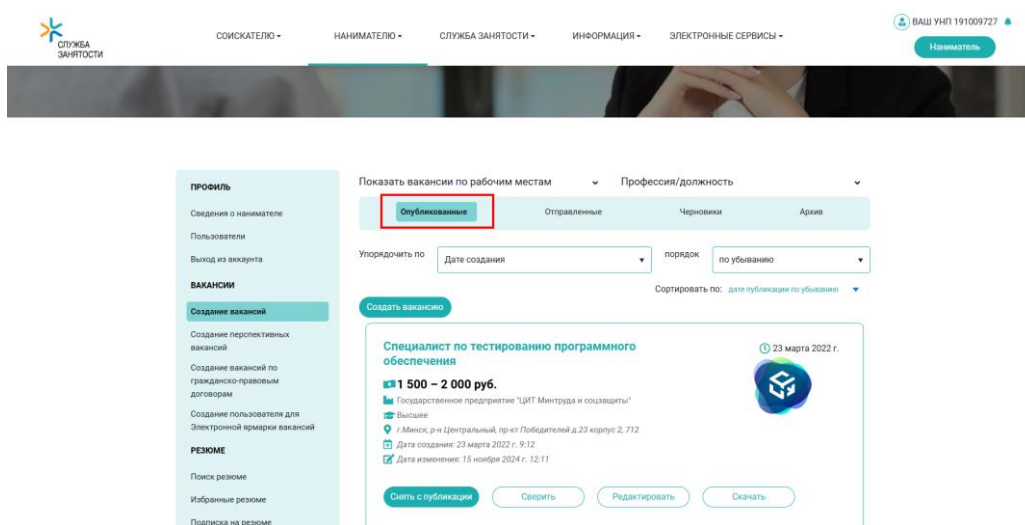 СЛУЖБА
ЗАНЯТОСТИ
СОИСКАТЕЛЮ
НАНИМАТЕЛЮ
СЛУЖБА ЗАНЯТОСТИ
ИНФОРМАЦИЯ
ЭЛЕКТРОННЫЕ СЕРВИСЫ
ВАШ УНП 191009727
Наниматель
ПРОФИЛЬ
Сведения о нанимателе
Пользователи
Выход из аккаунта
ВАКАНСИИ
Создание вакансий
Создание перспективных
вакансий
Создание вакансий по
гражданско-правовым
договорам
Создание пользователя для
Электронной ярмарки вакансий
РЕЗЮМЕ
Поиск резюме
Избранные резюме
Подписка на резюме
Показать вакансии по рабочим местам
Профессия/должность
Опубликованные
Отправленные
Черновики
Архив
Упорядочить по
Дате создания
порядок
по убыванию
Сортировать по: дате публикации по убыванию
Создать вакансию
Специалист по тестированию программного
обеспечения
23 марта 2022 г.
1 500 – 2 000 руб.
Государственное предприятие "ЦИТ Минтруда и соцзащиты"
Высшее
г.Минск, р-н Центральный, пр-кт Победителей д.23 корпус 2, 712
Дата создания: 23 марта 2022 г. 9:12
Дата изменения: 15 ноября 2024 г. 12:11
Снять с публикации
Сверить
Редактировать
Скачать